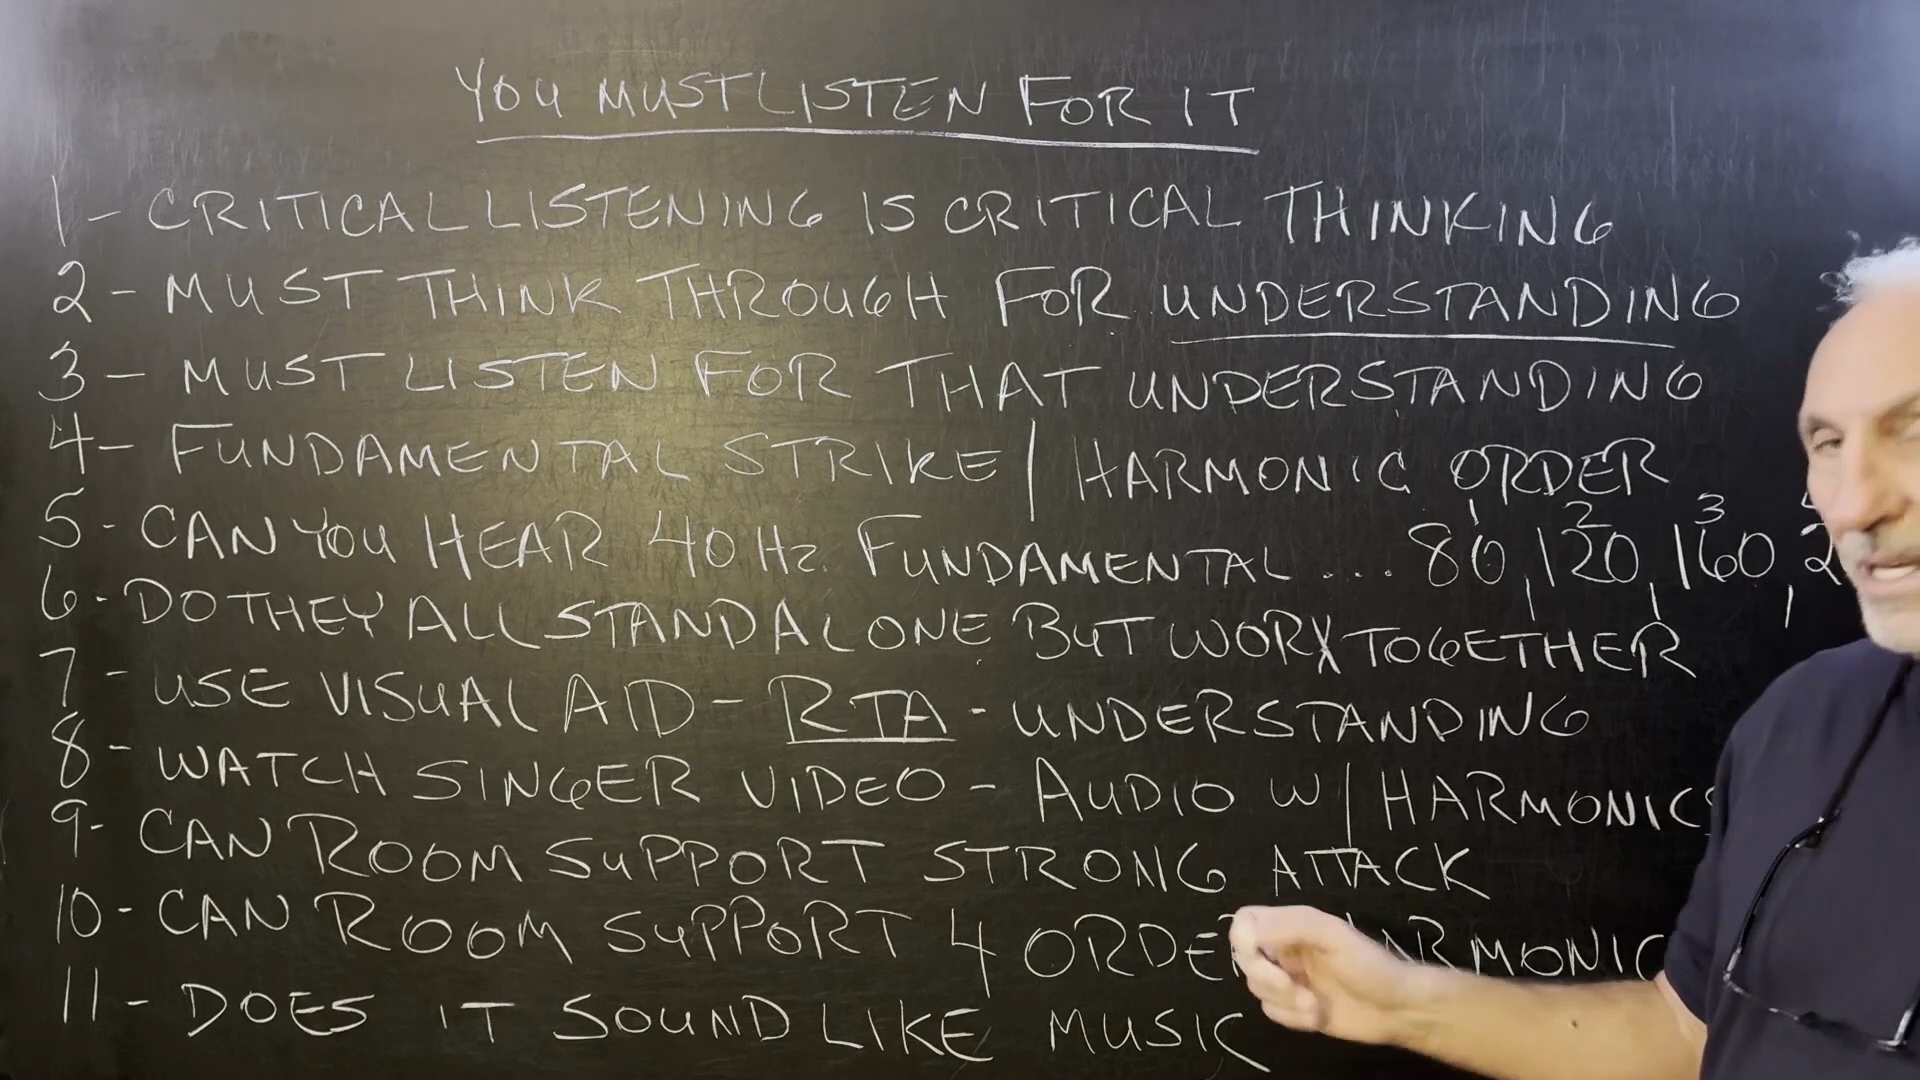 YOU MUST LISTEN FOR IT
1- CRITICAL LISTENING IS CRITICAL THINKING
2- MUST THINK THROUGH FOR UNDERSTANDING
3- MUST LISTEN FOR THAT UNDERSTANDING
4- FUNDAMENTAL STRIKE/HARMONIC ORDER
1 2 3
5- CAN YOU HEAR 40 Hz. FUNDAMENTAL ... 80, 120, 160, 2
6- DO THEY ALL STAND ALONE BUT WORK TOGETHER
7- USE VISUAL AID - RTA - UNDERSTANDING
8- WATCH SINGER VIDEO - AUDIO W/HARMONICS
9- CAN ROOM SUPPORT STRONG ATTACK
10- CAN ROOM SUPPORT 4 ORDER HARMONIC
11- DOES IT SOUND LIKE MUSIC